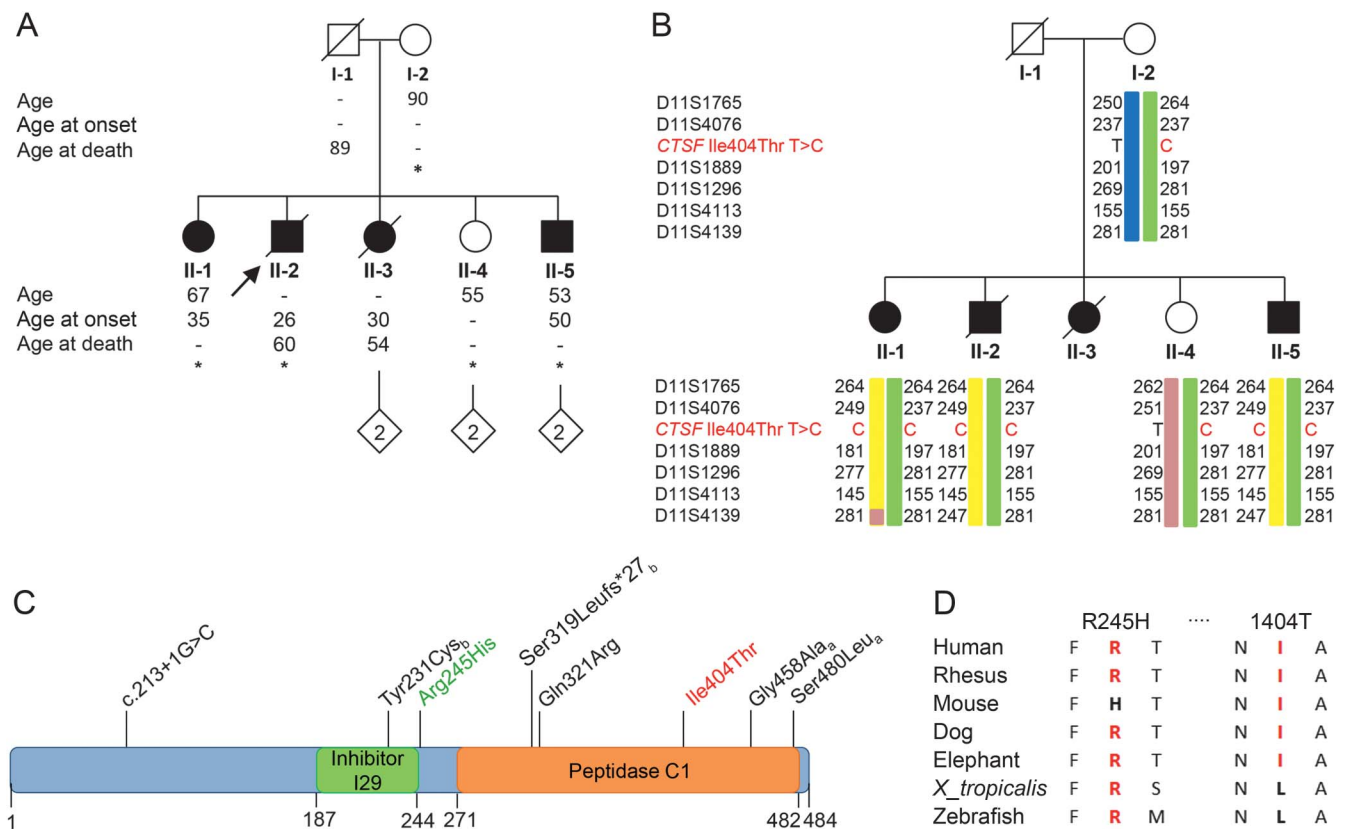 A
I-1 I-2
Age - 90
Age at onset - -
Age at death 89 -
*
II-1 II-2 II-3 II-4 II-5
Age 67 - - 55 53
Age at onset 35 26 30 - 50
Age at death - 60 54 - -
* * * *
2 2 2
B
I-1 I-2
D11S1765 250 264
D11S4076 237 237
CTSF Ile404Thr T>C T C
D11S1889 201 197
D11S1296 269 281
D11S4113 155 155
D11S4139 281 281
II-1 II-2 II-3 II-4 II-5
D11S1765 264 264 264 264 262 264 264 264
D11S4076 249 237 249 237 251 237 249 237
CTSF Ile404Thr T>C C C C C T C C C
D11S1889 181 197 181 197 201 197 181 197
D11S1296 277 281 277 281 269 281 277 281
D11S4113 145 155 145 155 155 155 145 155
D11S4139 281 281 247 281 281 281 247 281
C
c.213+1G>C
Tyr231Cysb
Arg245His
Ser319Leufs*27b
Gln321Arg
Ile404Thr
Gly458Alaa
Ser480Leua
Inhibitor
I29
Peptidase C1
1 187 244 271 482 484
D
R245H .... 1404T
Human F R T N I A
Rhesus F R T N I A
Mouse F H T N I A
Dog F R T N I A
Elephant F R T N I A
X_tropicalis F R S N L A
Zebrafish F R M N L A